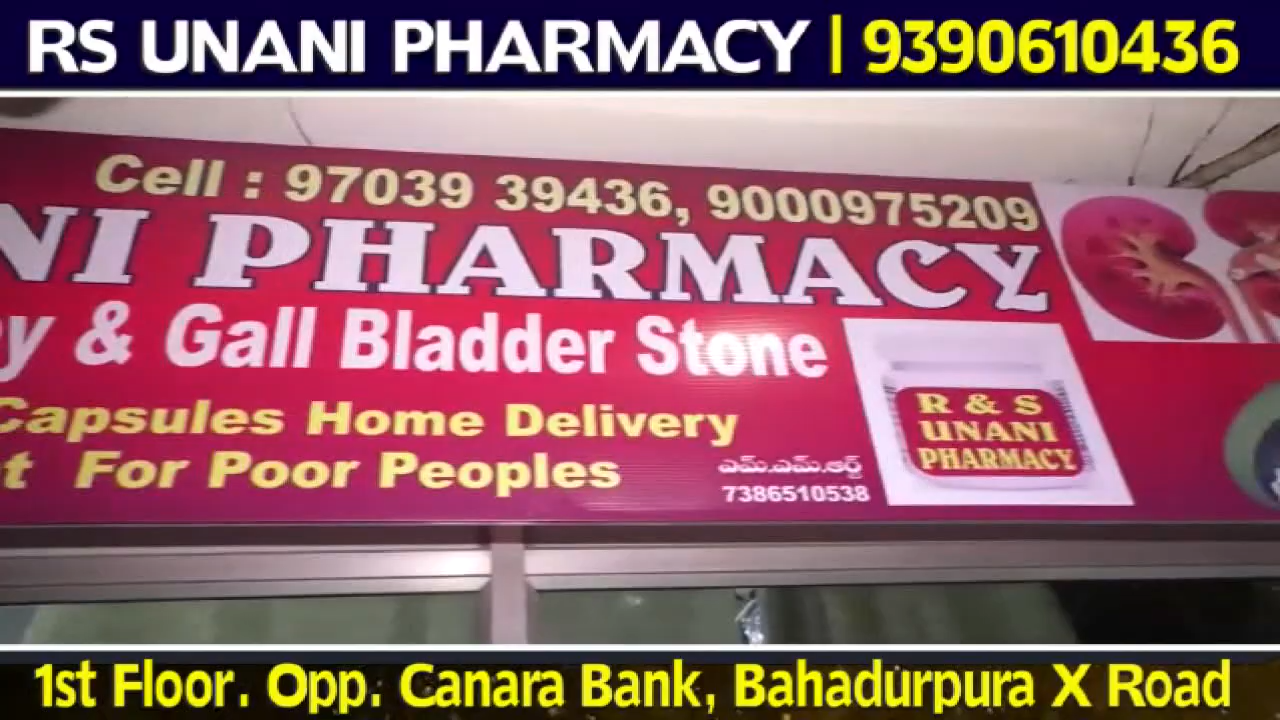 RS UNANI PHARMACY | 9390610436
Cell : 97039 39436, 9000975209
NI PHARMACY
y & Gall Bladder Stone
Capsules Home Delivery
t For Poor Peoples
ఎమ్.ఎమ్.ఆర్ట్
7386510538
R & S
UNANI
PHARMACY
1st Floor. Opp. Canara Bank, Bahadurpura X Road